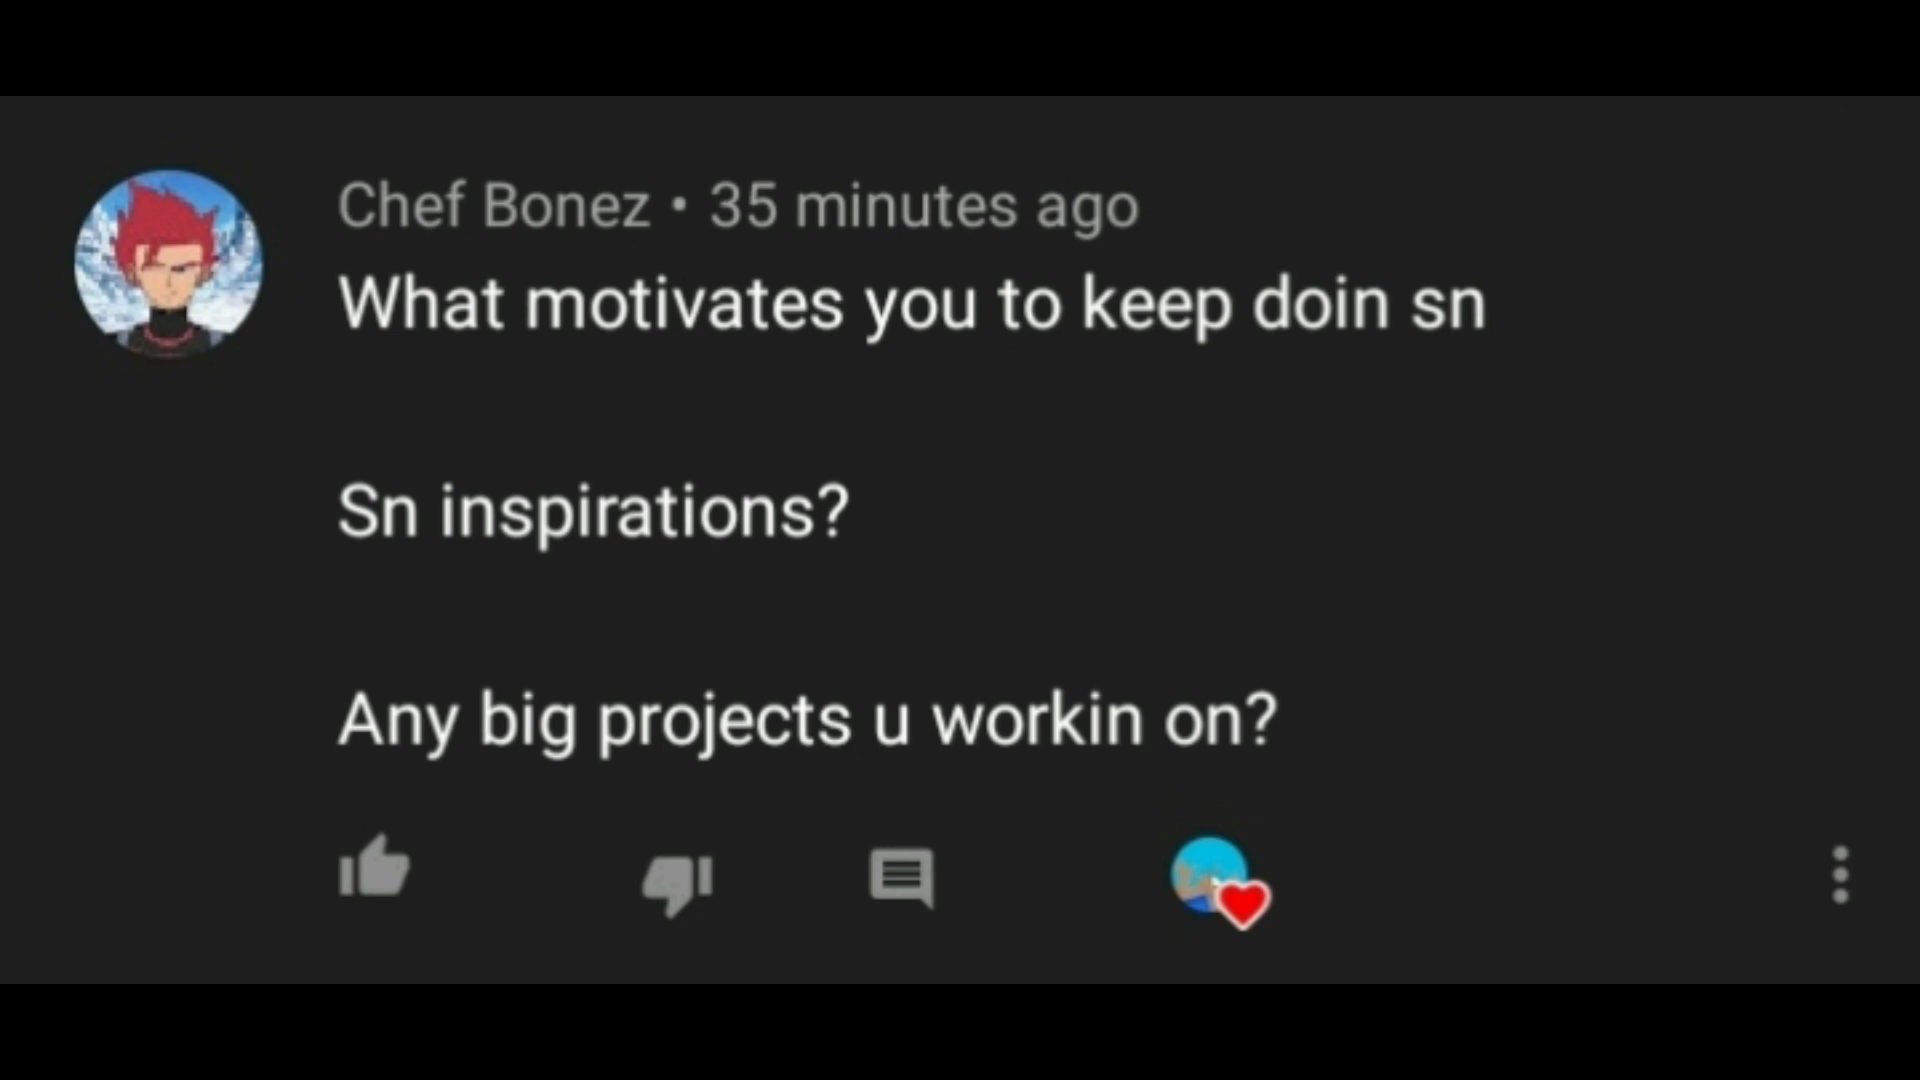 Chef Bonez • 35 minutes ago
What motivates you to keep doin sn
Sn inspirations?
Any big projects u workin on?